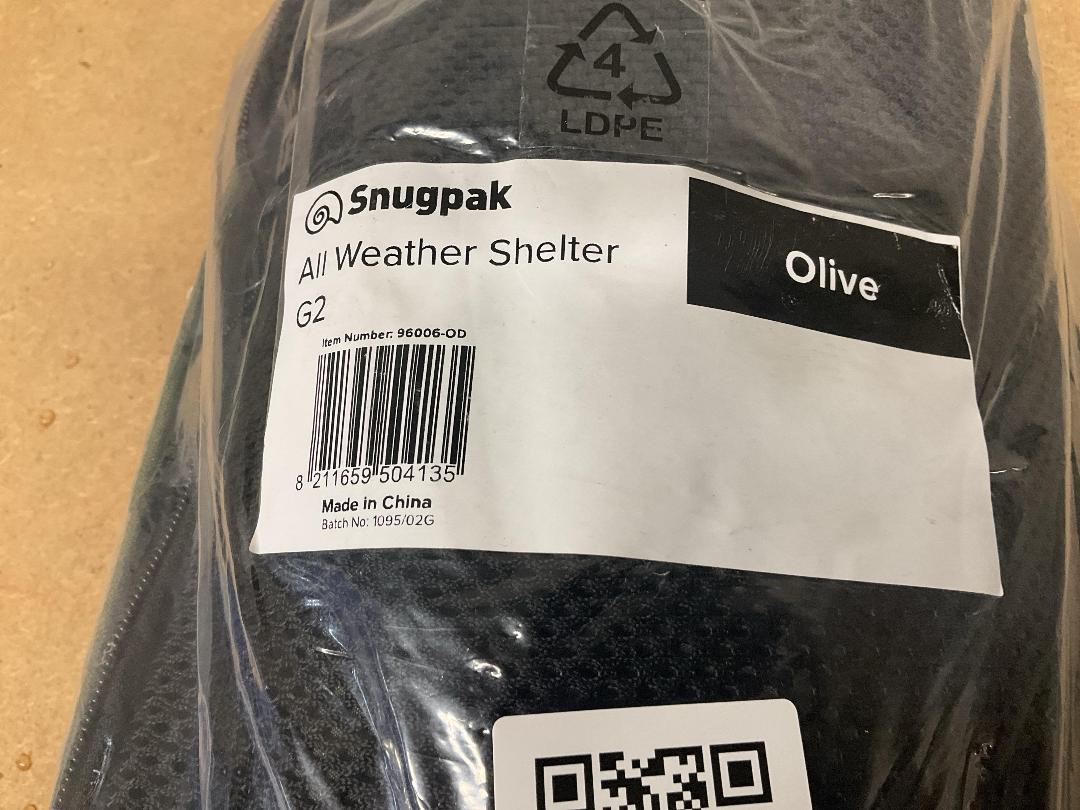 4
LDPE
Snugpak
All Weather Shelter
G2
Olive
Item Number: 96006-OD
8 211659 504135
Made in China
Batch No: 1095/02G